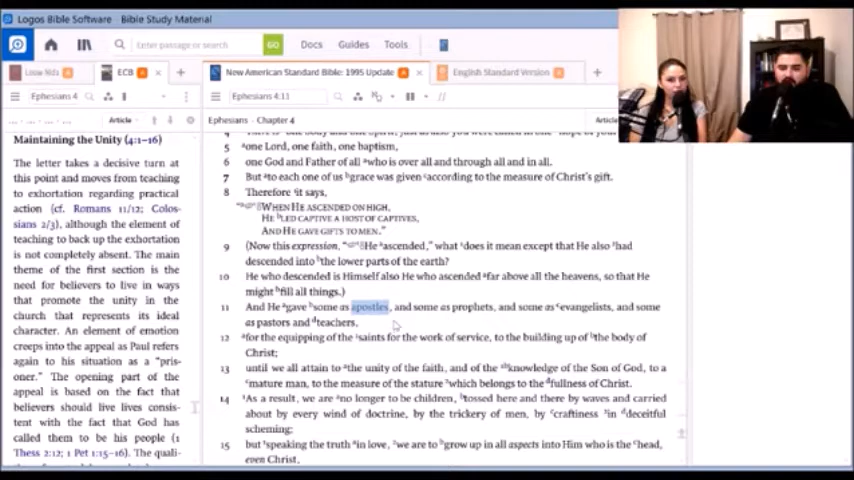 Logos Bible Software - Bible Study Material
Enter passage or search GO Docs Guides Tools
Louw Nida ECB New American Standard Bible: 1995 Update English Standard Version
Ephesians 4 Ephesians 4:11
Article Ephesians - Chapter 4 Article
Maintaining the Unity (4:1–16)
The letter takes a decisive turn at
this point and moves from teaching
to exhortation regarding practical
action (cf. Romans 11/12; Colos-
sians 2/3), although the element of
teaching to back up the exhortation
is not completely absent. The main
theme of the first section is the
need for believers to live in ways
that promote the unity in the
church that represents its ideal
character. An element of emotion
creeps into the appeal as Paul refers
again to his situation as a "pris-
oner." The opening part of the
appeal is based on the fact that
believers should live lives consis-
tent with the fact that God has
called them to be his people (1
Thess 2:12; 1 Pet 1:15–16). The quali-
5 one Lord, one faith, one baptism,
6 one God and Father of all who is over all and through all and in all.
7 But to each one of us grace was given according to the measure of Christ's gift.
8 Therefore it says,
"WHEN HE ASCENDED ON HIGH,
HE LED CAPTIVE A HOST OF CAPTIVES,
AND HE GAVE GIFTS TO MEN."
9 (Now this expression, "He ascended," what does it mean except that He also had
descended into the lower parts of the earth?
10 He who descended is Himself also He who ascended far above all the heavens, so that He
might fill all things.)
11 And He gave some as apostles, and some as prophets, and some as evangelists, and some
as pastors and teachers,
12 for the equipping of the saints for the work of service, to the building up of the body of
Christ;
13 until we all attain to the unity of the faith, and of the knowledge of the Son of God, to a
mature man, to the measure of the stature which belongs to the fullness of Christ.
14 As a result, we are no longer to be children, tossed here and there by waves and carried
about by every wind of doctrine, by the trickery of men, by craftiness in deceitful
scheming;
15 but speaking the truth in love, we are to grow up in all aspects into Him who is the head,
even Christ,